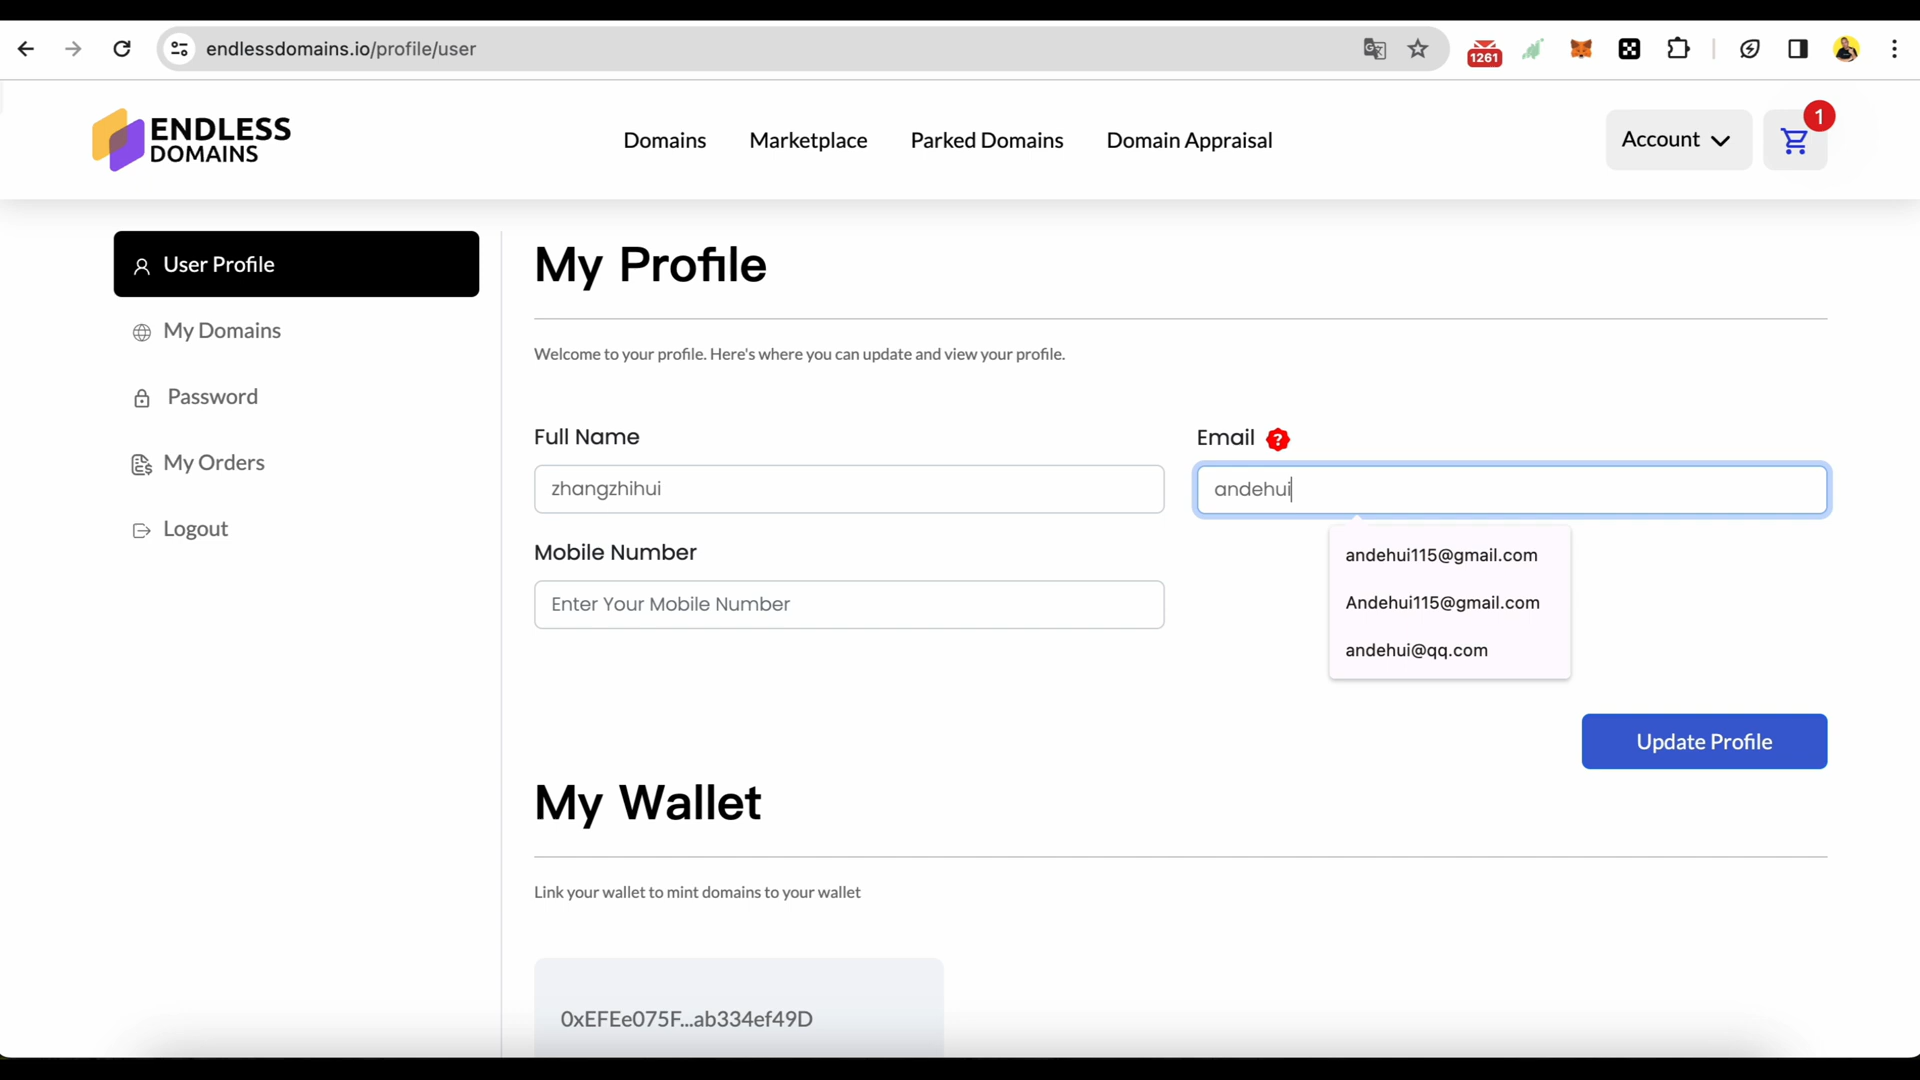 endlessdomains.io/profile/user
1261
ENDLESS
DOMAINS
Domains
Marketplace
Parked Domains
Domain Appraisal
Account
1
User Profile
My Domains
Password
My Orders
Logout
My Profile
Welcome to your profile. Here's where you can update and view your profile.
Full Name
zhangzhihui
Email
?
andehui
andehui115@gmail.com
Andehui115@gmail.com
andehui@qq.com
Mobile Number
Enter Your Mobile Number
Update Profile
My Wallet
Link your wallet to mint domains to your wallet
0xEFEe075F...ab334ef49D